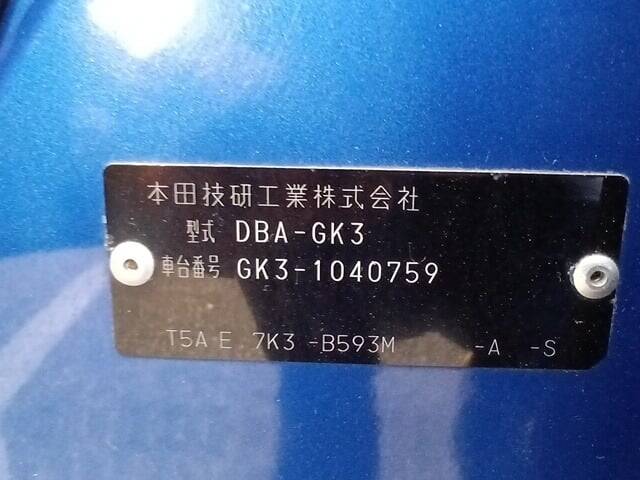 本田技研工業株式会社
型式 DBA-GK3
車台番号 GK3-1040759
T5A E 7K3 -B593M -A -S